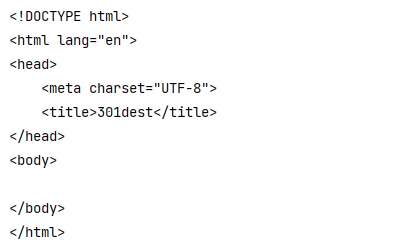 <!DOCTYPE html>
<html lang="en">
<head>
    <meta charset="UTF-8">
    <title>301dest</title>
</head>
<body>

</body>
</html>